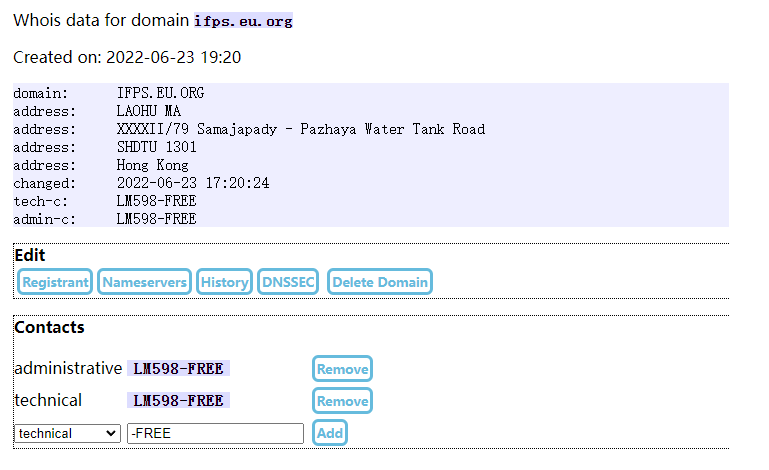 Whois data for domain ifps.eu.org
Created on: 2022-06-23 19:20
domain: IFPS.EU.ORG
address: LAOHU MA
address: XXXXII/79 Samajapady - Pazhaya Water Tank Road
address: SHDTU 1301
address: Hong Kong
changed: 2022-06-23 17:20:24
tech-c: LM598-FREE
admin-c: LM598-FREE
Edit
Registrant Nameservers History DNSSEC Delete Domain
Contacts
administrative LM598-FREE Remove
technical LM598-FREE Remove
technical -FREE Add